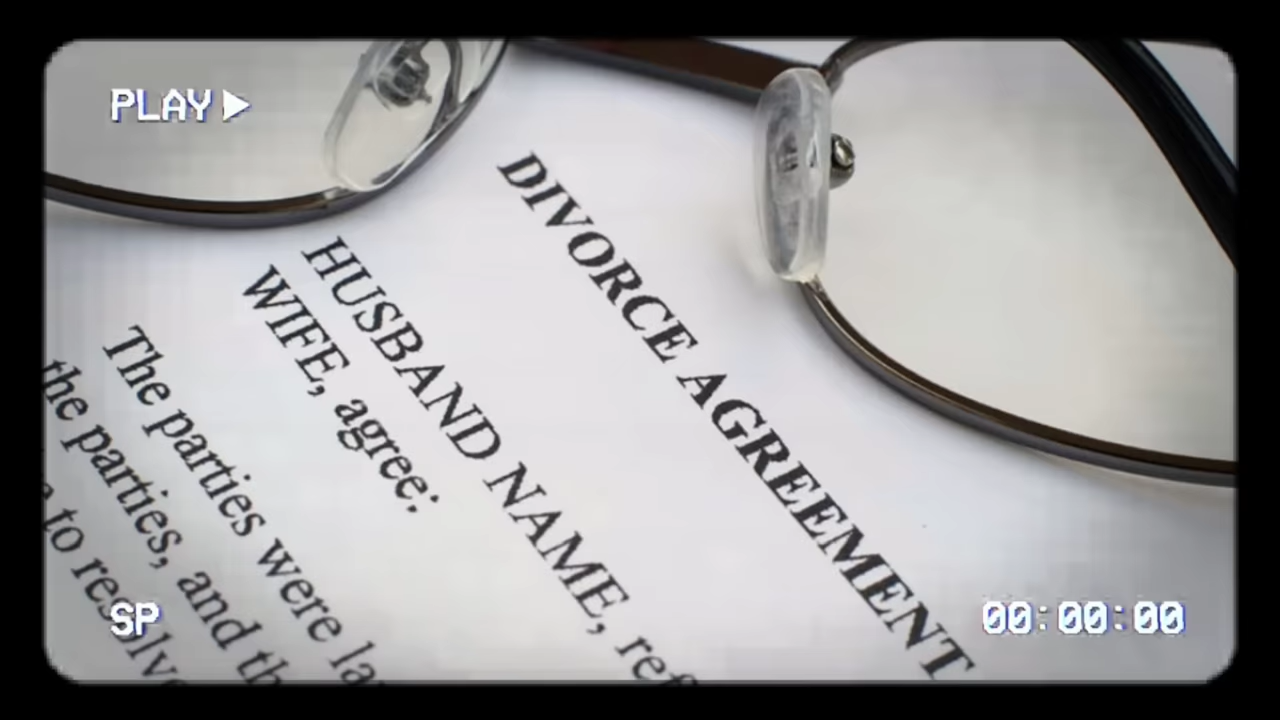 PLAY
DIVORCE AGREEMENT
HUSBAND NAME,
WIFE, agree:
The parties were
the parties, and
to
SP
00:00:00